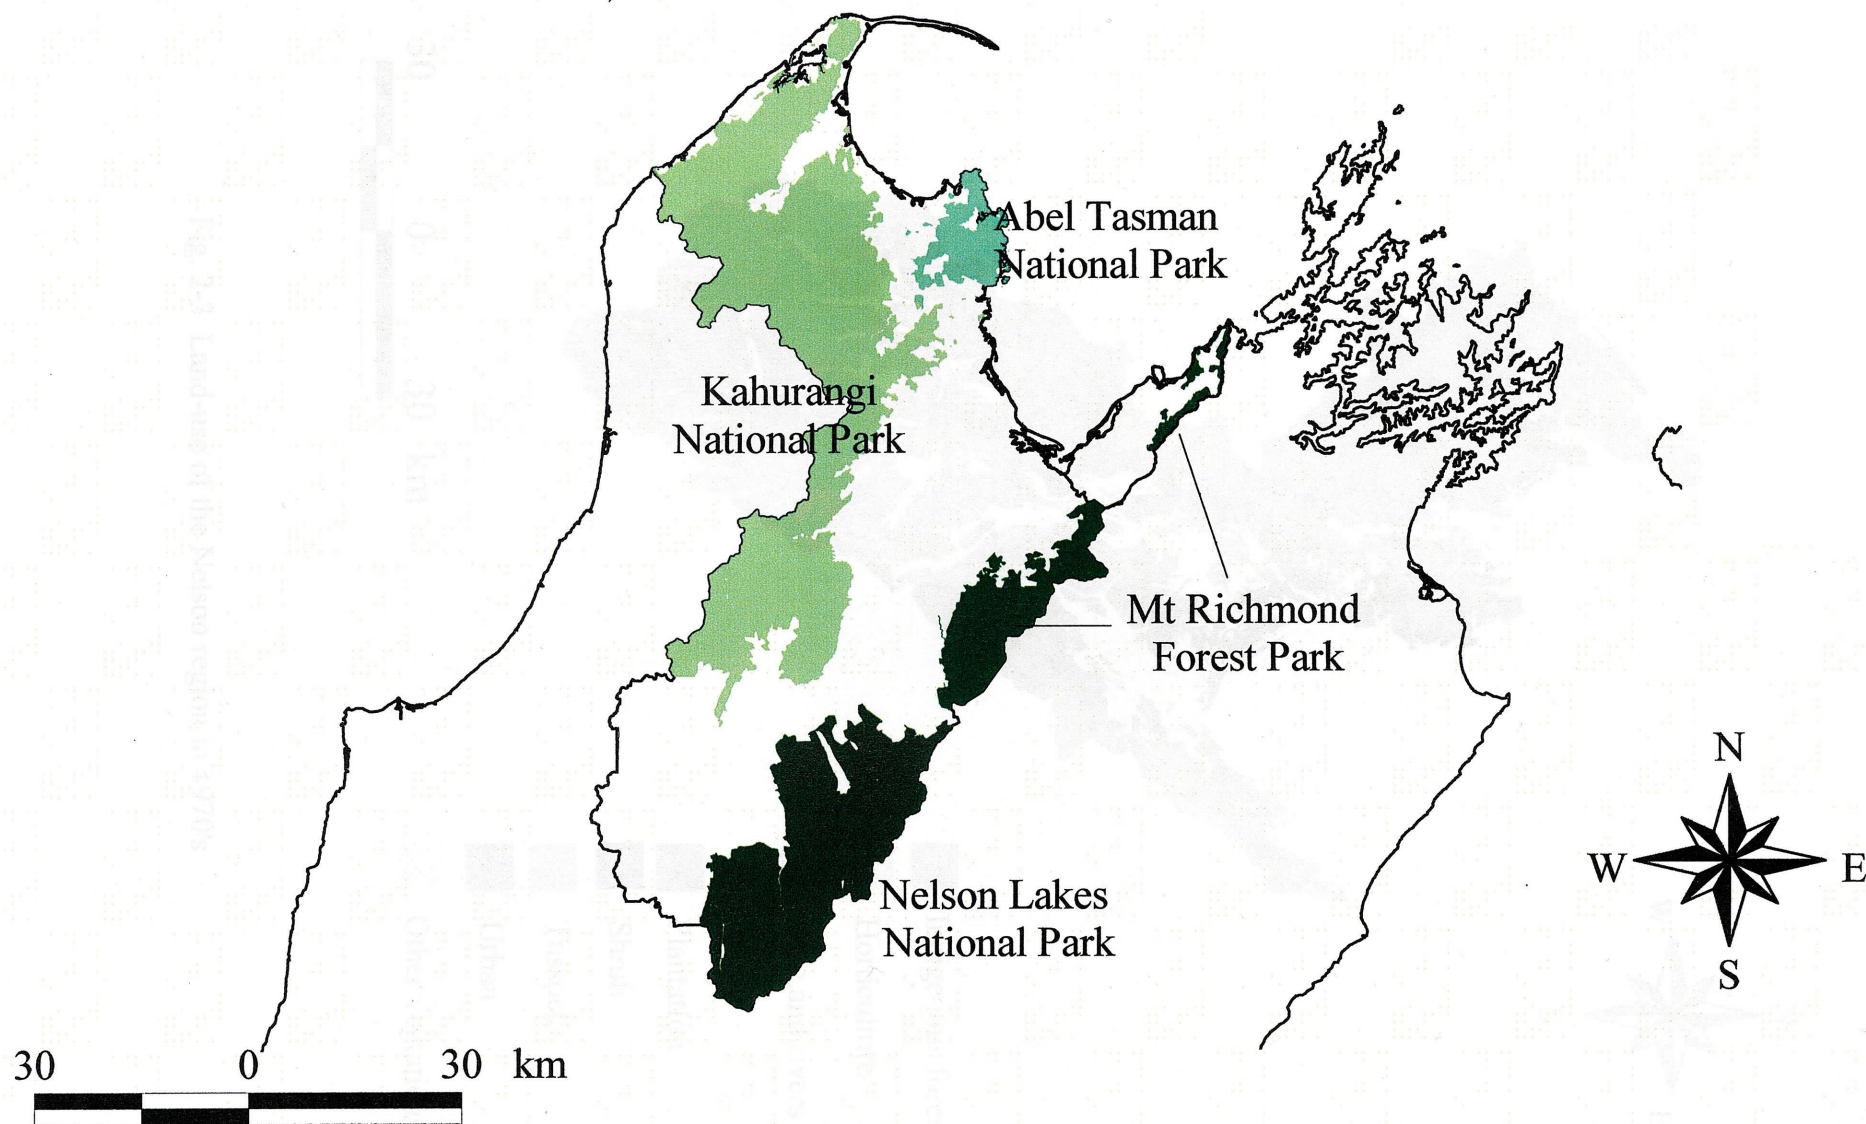 Abel Tasman
National Park
Kahurangi
National Park
Mt Richmond
Forest Park
Nelson Lakes
National Park
N
W E
S
30 0 30 km